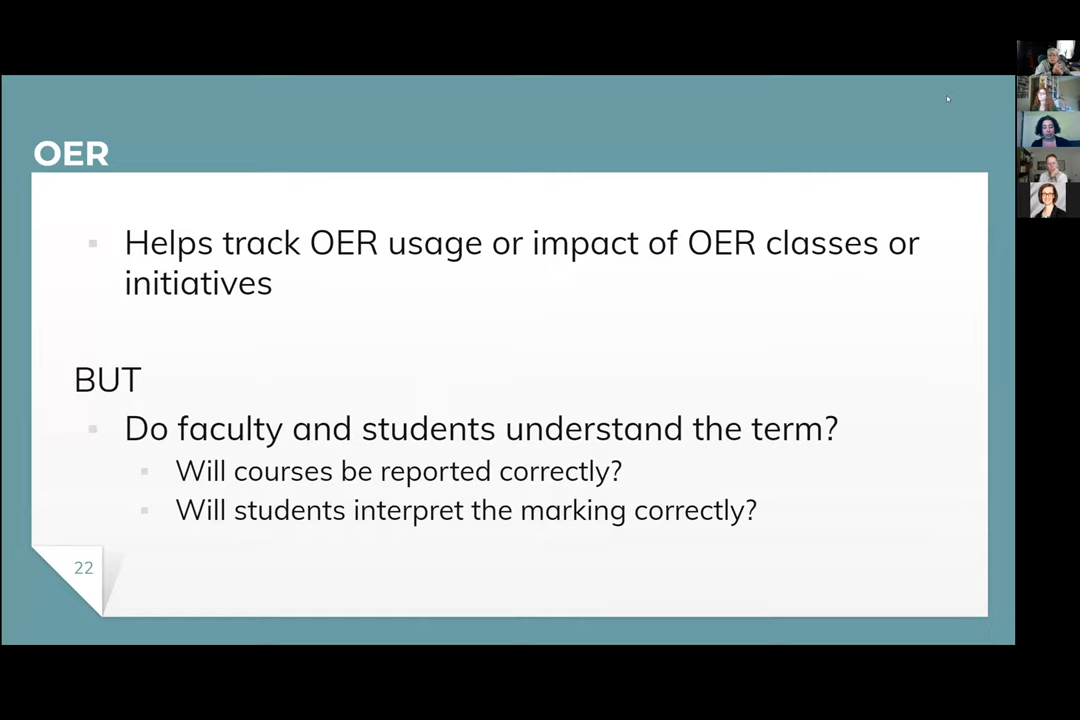 OER
Helps track OER usage or impact of OER classes or
initiatives
BUT
Do faculty and students understand the term?
Will courses be reported correctly?
Will students interpret the marking correctly?
22